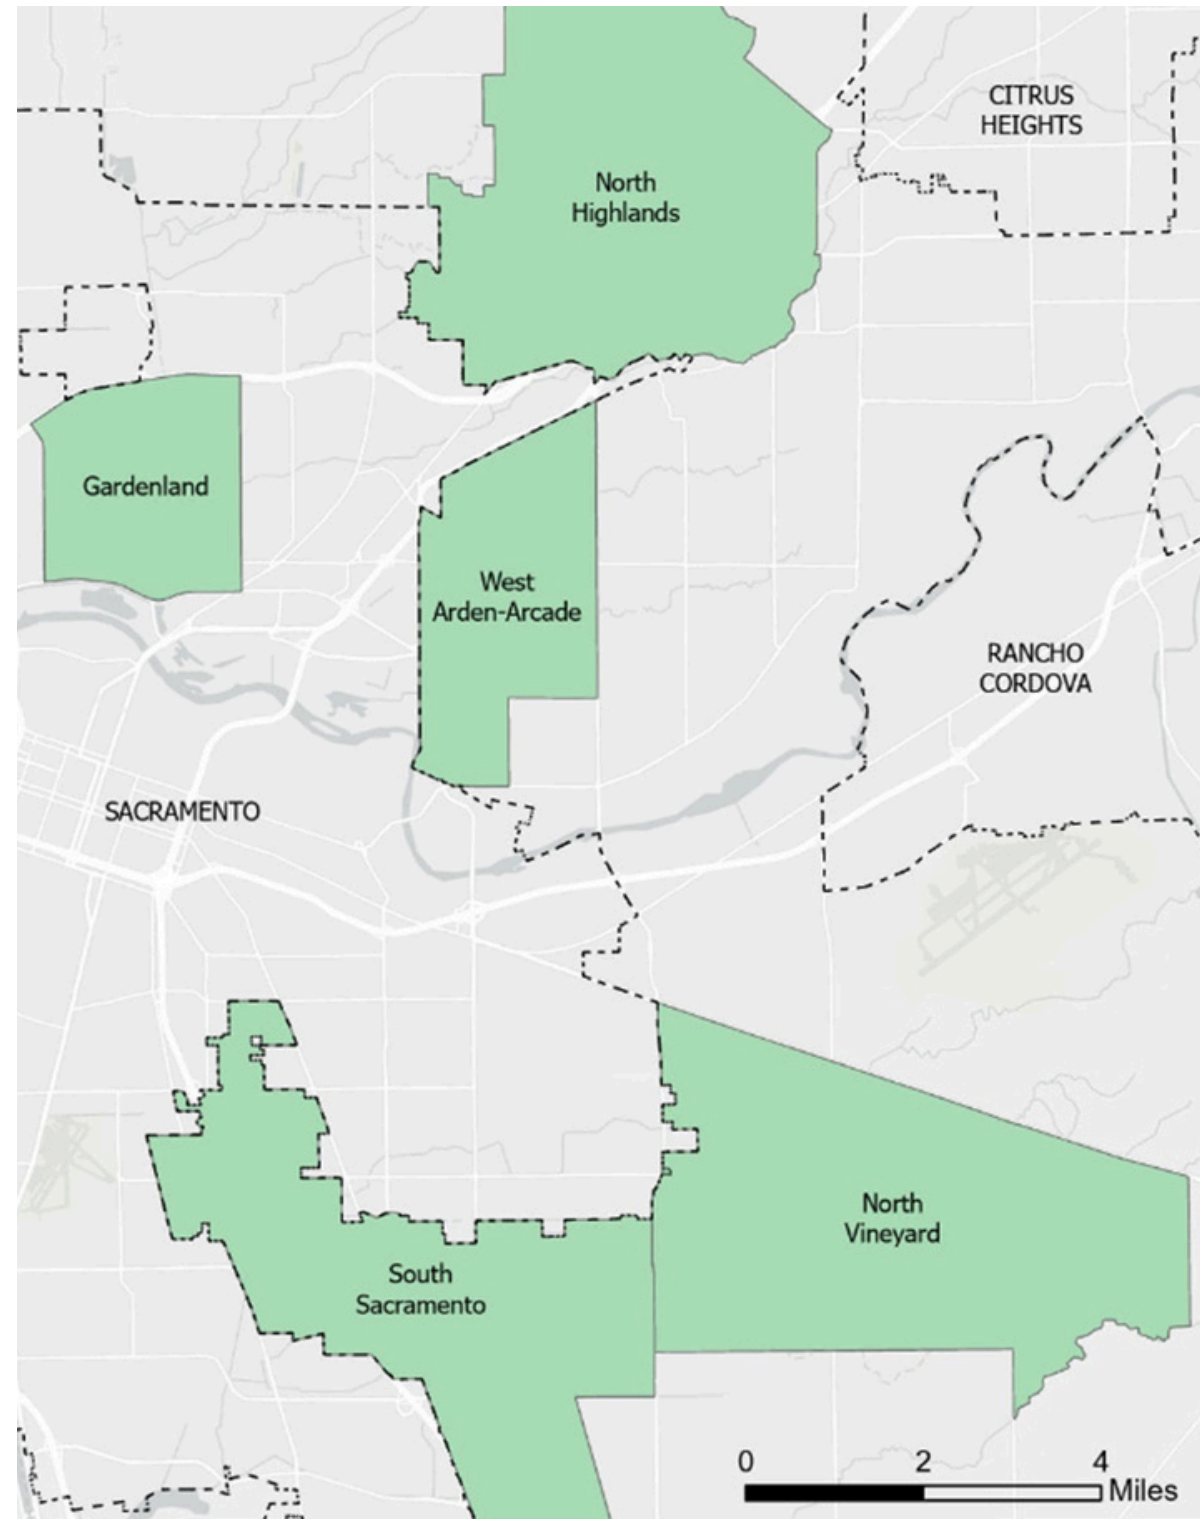 CITRUS
HEIGHTS
North
Highlands
Gardenland
West
Arden-Arcade
RANCHO
CORDOVA
SACRAMENTO
North
Vineyard
South
Sacramento
0 2 4
Miles